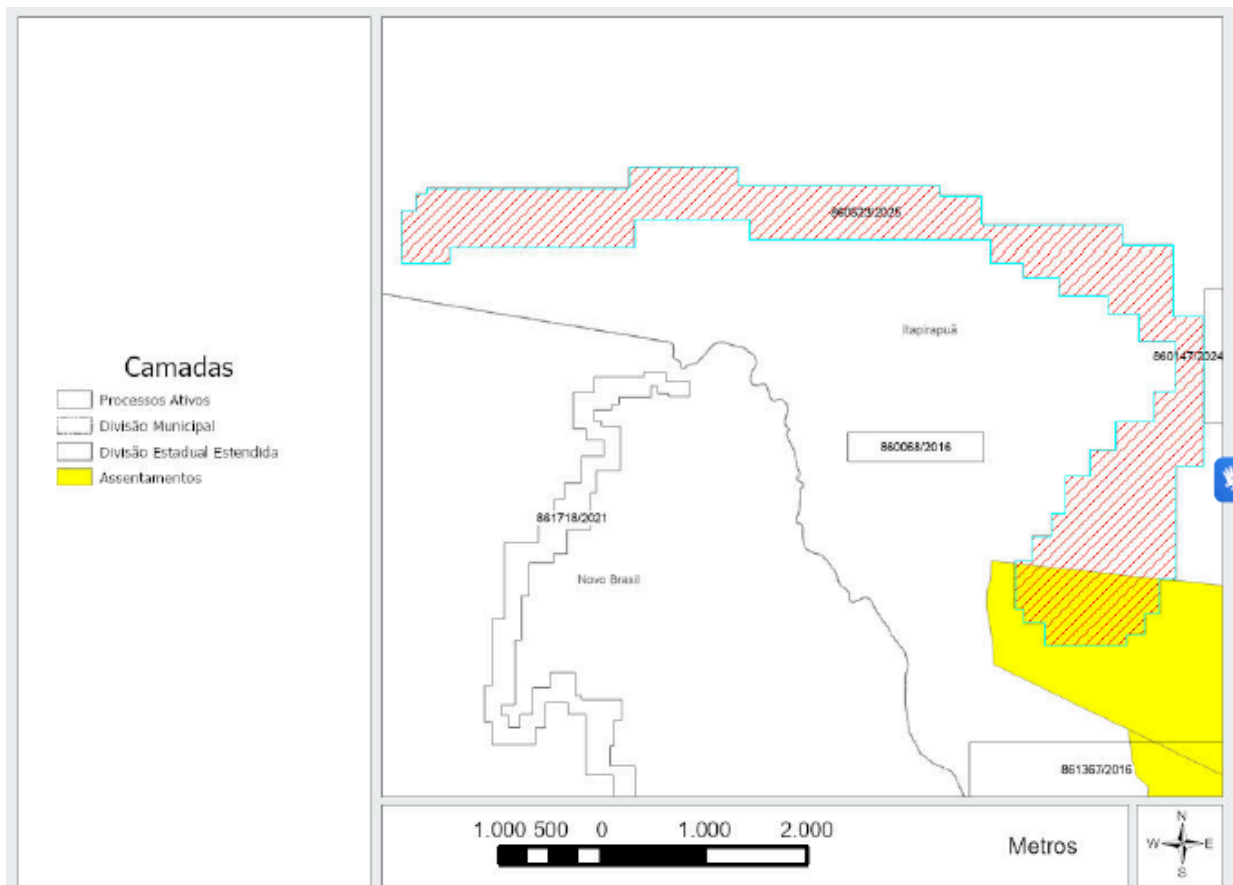 Camadas
Processos Ativos
Divisão Municipal
Divisão Estadual Estendida
Assentamentos
860623/2025
Itapirapuã
860147/2024
860068/2016
861718/2021
Novo Brasil
861367/2016
1.000 500 0 1.000 2.000
Metros
N
W E
S